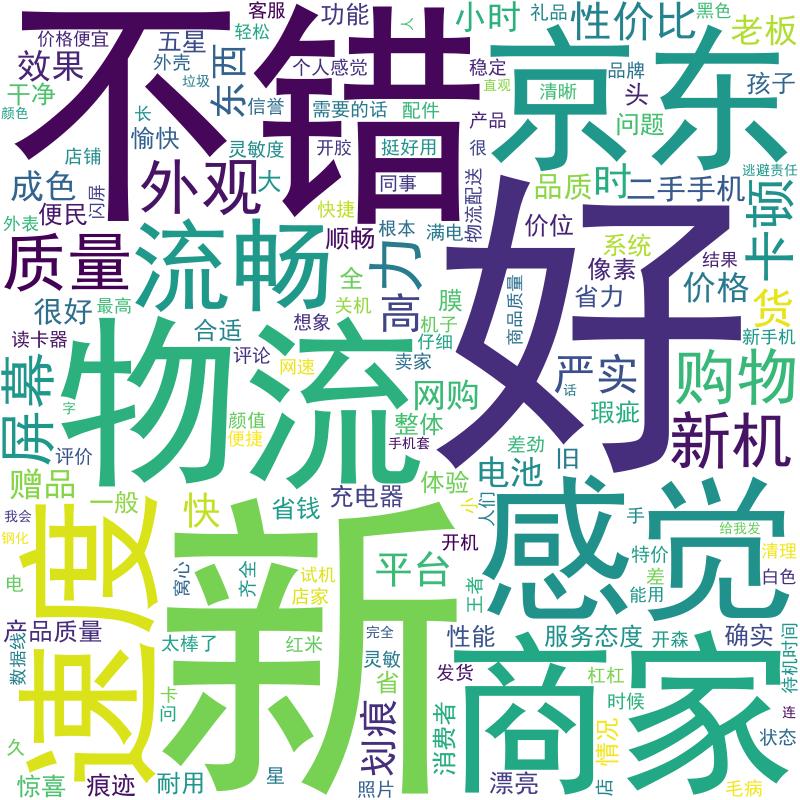 不错
好
新
物流
京东
感觉
商家
速度
流畅
质量
外观
购物
新机
屏幕
卡顿
力
高
严实
时
快
货
性价比
老板
小时
功能
客服
礼品
黑色
轻松
人
价格便宜
五星
效果
外壳
东西
个人感觉
稳定
直观
品牌
孩子
干净
垃圾
信誉
需要的话
配件
清晰
头
问题
颜色
长
愉快
灵敏度
开胶
挺好用
产品
很
店铺
成色
大
同事
物流配送
品质
二手手机
逃避责任
外表
便民
闪屏
快捷
顺畅
根本
满电
价位
系统
像素
结果
很好
最高
全
关机
膜
机子
商品质量
省力
价格
新手机
读卡器
合适
想象
仔细
评论
网速
卖家
话
字
网购
瑕疵
评价
颜值
便捷
整体
手机套
差劲
赠品
一般
省钱
充电器
体验
电池
旧
小
人们
我会
钢化
窝心
齐全
试机
店家
平台
开机
王者
手
特价
给我发
清理
电
差
能用
白色
产品质量
数据线
太棒了
红米
完全
灵敏
性能
服务态度
开森
确实
待机时间
卡
问
省
发货
杠杠
时候
连
久
划痕
消费者
情况
状态
惊喜
痕迹
耐用
星
照片
漂亮
店
毛病